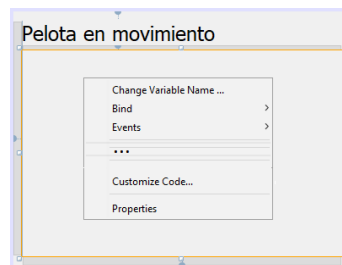 Pelota en movimiento
Change Variable Name ...
Bind
Events
...
Customize Code...
Properties